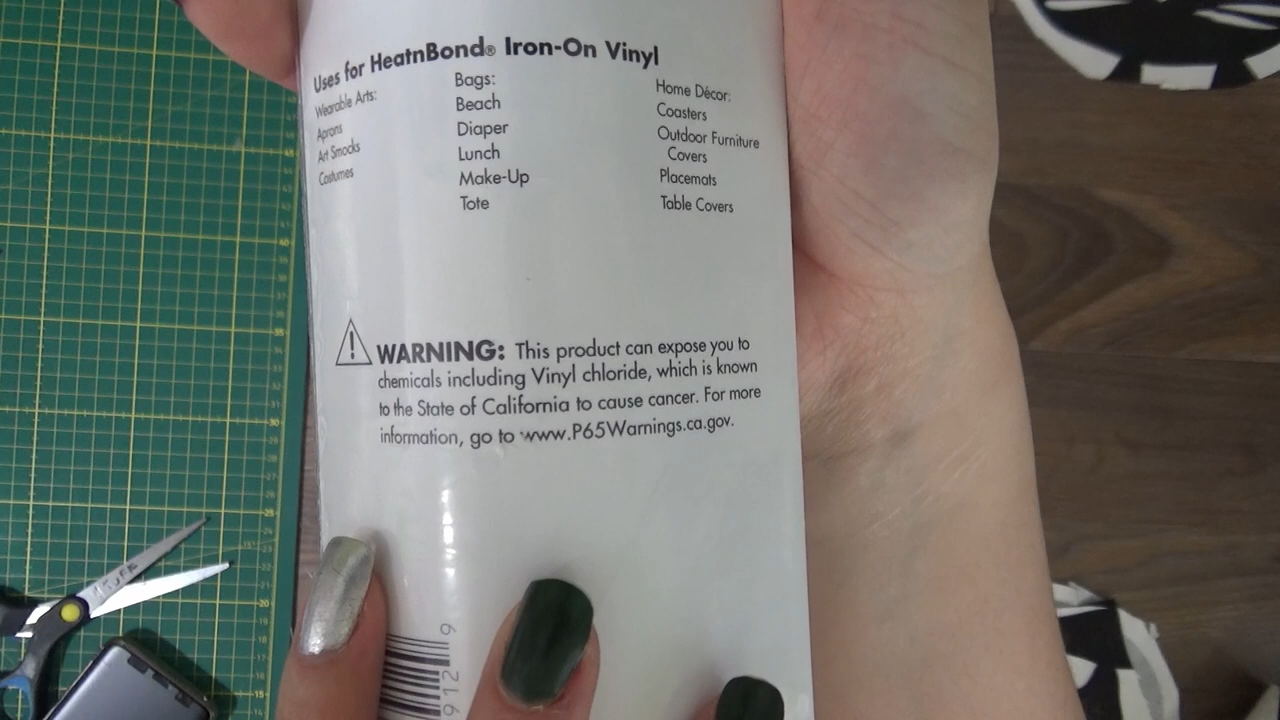 Uses for HeatnBond® Iron-On Vinyl
Wearable Arts:
Aprons
Art Smocks
Costumes
Bags:
Beach
Diaper
Lunch
Make-Up
Tote
Home Décor:
Coasters
Outdoor Furniture
Covers
Placemats
Table Covers
WARNING: This product can expose you to
chemicals including Vinyl chloride, which is known
to the State of California to cause cancer. For more
information, go to www.P65Warnings.ca.gov.
912 9